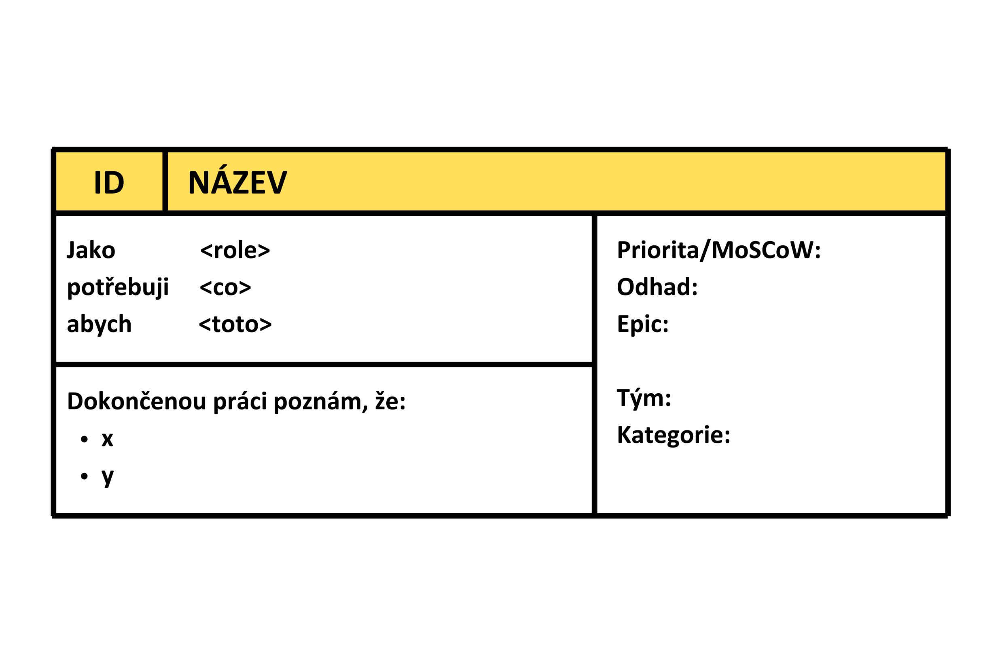 ID NÁZEV
Jako <role>
potřebuji <co>
abych <toto>
Dokončenou práci poznám, že:
• x
• y
Priorita/MoSCoW:
Odhad:
Epic:
Tým:
Kategorie: